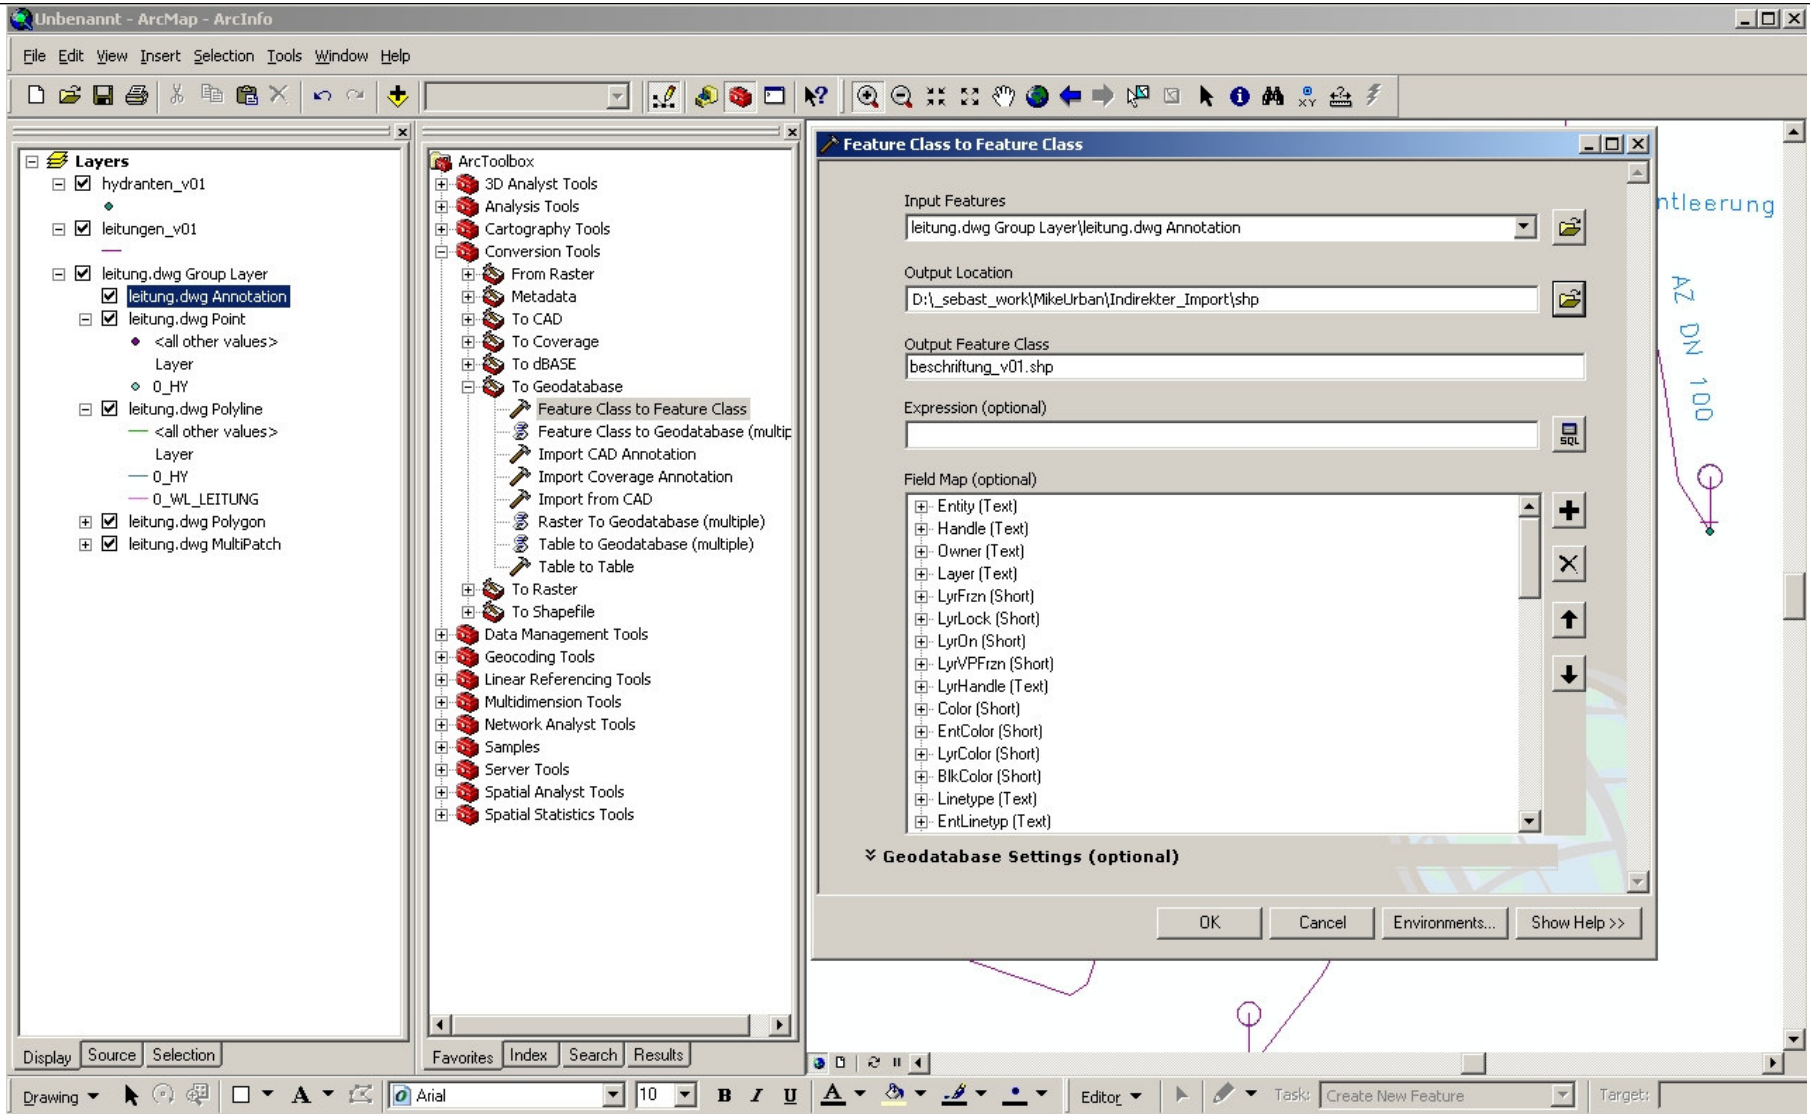 Unbenannt - ArcMap - ArcInfo
File Edit View Insert Selection Tools Window Help
Layers
hydranten_v01
leitungen_v01
leitung.dwg Group Layer
leitung.dwg Annotation
leitung.dwg Point
<all other values>
Layer
0_HY
leitung.dwg Polyline
<all other values>
Layer
0_HY
0_WL_LEITUNG
leitung.dwg Polygon
leitung.dwg MultiPatch
Display Source Selection
ArcToolbox
3D Analyst Tools
Analysis Tools
Cartography Tools
Conversion Tools
From Raster
Metadata
To CAD
To Coverage
To dBASE
To Geodatabase
Feature Class to Feature Class
Feature Class to Geodatabase (multip
Import CAD Annotation
Import Coverage Annotation
Import from CAD
Raster To Geodatabase (multiple)
Table to Geodatabase (multiple)
Table to Table
To Raster
To Shapefile
Data Management Tools
Geocoding Tools
Linear Referencing Tools
Multidimension Tools
Network Analyst Tools
Samples
Server Tools
Spatial Analyst Tools
Spatial Statistics Tools
Favorites Index Search Results
Feature Class to Feature Class
Input Features
leitung.dwg Group Layer\leitung.dwg Annotation
Output Location
D:\_sebast_work\MikeUrban\Indirekter_Import\shp
Output Feature Class
beschriftung_v01.shp
Expression (optional)
SQL
Field Map (optional)
Entity (Text)
Handle (Text)
Owner (Text)
Layer (Text)
LyrFrzn (Short)
LyrLock (Short)
LyrOn (Short)
LyrVPFrzn (Short)
LyrHandle (Text)
Color (Short)
EntColor (Short)
LyrColor (Short)
BlkColor (Short)
Linetype (Text)
EntLinetyp (Text)
Geodatabase Settings (optional)
OK Cancel Environments... Show Help >>
ntleerung
AZ DN 100
Drawing A Arial 10 B I U A Editor Task: Create New Feature Target: